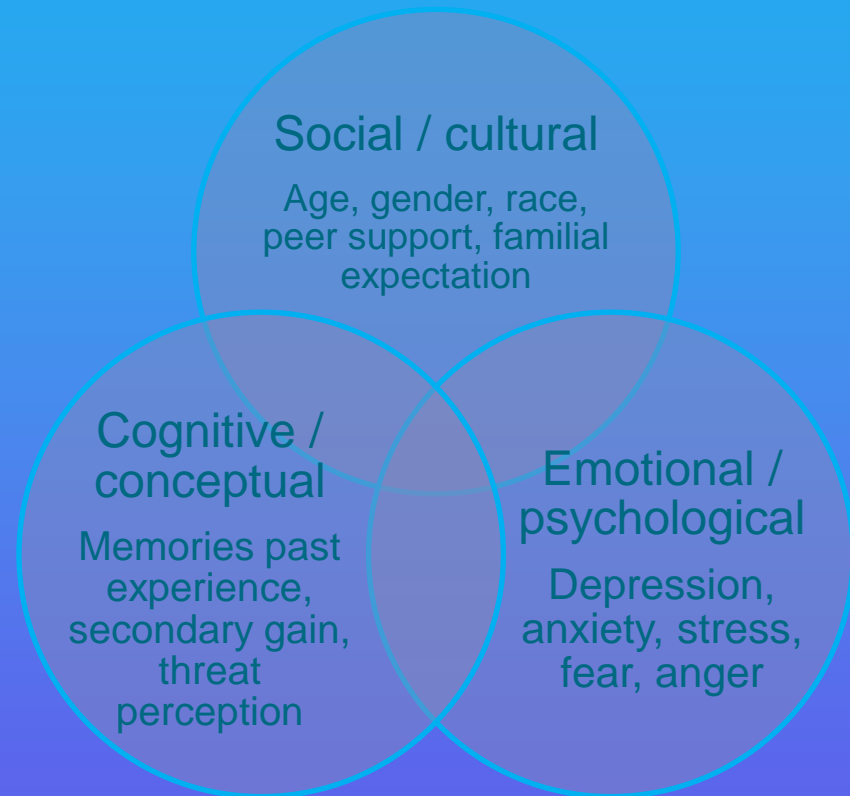 Social / cultural
Age, gender, race,
peer support, familial
expectation
Cognitive /
conceptual
Memories past
experience,
secondary gain,
threat
perception
Emotional /
psychological
Depression,
anxiety, stress,
fear, anger